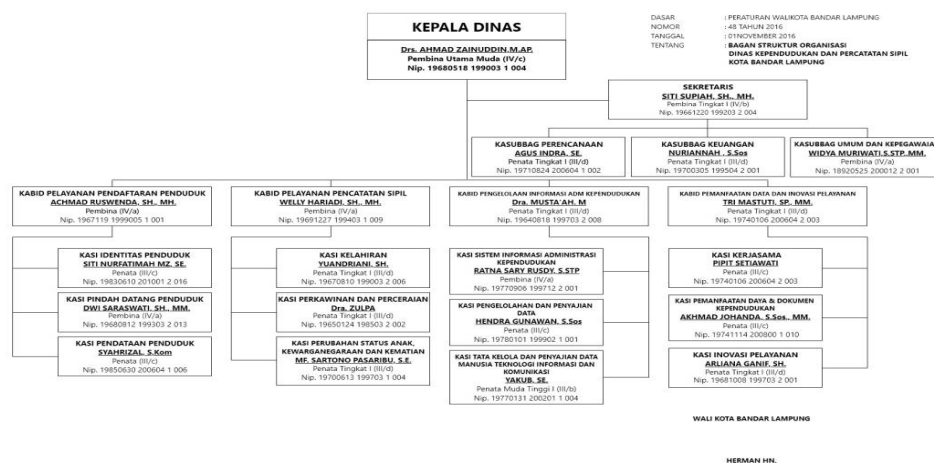 KEPALA DINAS
Drs. AHMAD ZAINUDDIN.M.AP.
Pembina Utama Muda (IV/c)
Nip. 19680518 199003 1 004
DASAR : PERATURAN WALIKOTA BANDAR LAMPUNG
NOMOR : 48 TAHUN 2016
TANGGAL : 01NOVEMBER 2016
TENTANG : BAGAN STRUKTUR ORGANISASI
DINAS KEPENDUDUKAN DAN PERCATATAN SIPIL
KOTA BANDAR LAMPUNG
SEKRETARIS
SITI SUPIAH, SH., MH.
Pembina Tingkat I (IV/b)
Nip. 19661220 199203 2 004
KASUBBAG PERENCANAAN
AGUS INDRA, SE.
Penata Tingkat I (III/d)
Nip. 19710824 200604 1 002
KASUBBAG KEUANGAN
NURIANNAH , S.Sos
Penata Tingkat I (III/d)
Nip. 19700305 199504 2 001
KASUBBAG UMUM DAN KEPEGAWAIA
WIDYA MURIWATI.S.STP.,MM.
Pembina (IV/a)
Nip. 18920525 200012 2 001
KABID PELAYANAN PENDAFTARAN PENDUDUK
ACHMAD RUSWENDA, SH., MH.
Pembina (IV/a)
Nip. 1967119 1999005 1 001
KABID PELAYANAN PENCATATAN SIPIL
WELLY HARIADI, SH., MH.
Pembina (IV/a)
Nip. 19691227 199403 1 009
KABID PENGELOLAAN INFORMASI ADM KEPENDUDUKAN
Dra. MUSTA'AH. M
Pembina (IV/a)
Nip. 19640818 199703 2 008
KABID PEMANFAATAN DATA DAN INOVASI PELAYANAN
TRI MASTUTI, SP., MM.
Pembina (IV/a)
Nip. 19740106 200604 2 003
KASI IDENTITAS PENDUDUK
SITI NURFATIMAH MZ, SE.
Penata (III/c)
Nip. 19830610 201001 2 016
KASI PINDAH DATANG PENDUDUK
DWI SARASWATI, SH., MM.
Pembina (IV/a)
Nip. 19680812 199303 2 013
KASI PENDATAAN PENDUDUK
SYAHRIZAL, S,Kom
Penata (III/c)
Nip. 19850630 200604 1 006
KASI KELAHIRAN
YUANDRIANI, SH.
Penata Tingkat I (III/d)
Nip. 19670810 199003 2 006
KASI PERKAWINAN DAN PERCERAIAN
Dra. ZULPA
Penata Tingkat I (III/d)
Nip. 19650124 198503 2 002
KASI PERUBAHAN STATUS ANAK,
KEWARGANEGARAAN DAN KEMATIAN
MF. SARTONO PASARIBU, S.E.
Penata Tingkat I (III/d)
Nip. 19700613 199703 1 004
KASI SISTEM INFORMASI ADMINISTRASI
KEPENDUDUKAN
RATNA SARY RUSDY, S.STP
Pembina (IV/a)
Nip. 19770906 199712 2 001
KASI PENGELOLAHAN DAN PENYAJIAN
DATA
HENDRA GUNAWAN, S.Sos
Penata (III/c)
Nip. 19780101 199902 1 001
KASI TATA KELOLA DAN PENYAJIAN DATA
MANUSIA TEKNOLOGI INFORMASI DAN
KOMUNIKASI
YAKUB, SE.
Penata Muda Tinggi I (III/b)
Nip. 19770131 200201 1 004
KASI KERJASAMA
PIPIT SETIAWATI
Penata (III/c)
Nip. 19740106 200604 2 003
KASI PEMANFAATAN DAYA & DOKUMEN
KEPENDUDUKAN
AKHMAD JOHANDA, S.Sos., MM.
Penata (III/c)
Nip. 19741114 200800 1 010
KASI INOVASI PELAYANAN
ARLIANA GANIF, SH.
Penata Tingkat I (III/d)
Nip. 19681008 199703 2 001
WALI KOTA BANDAR LAMPUNG
HERMAN HN.